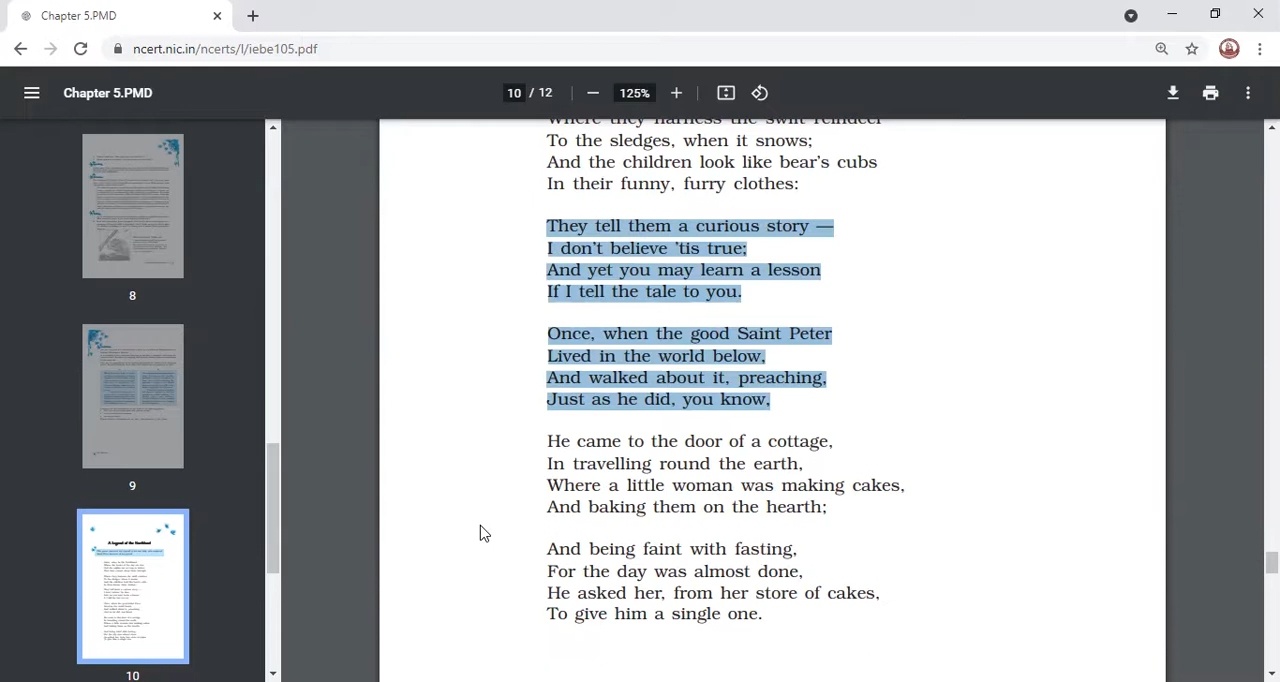 Chapter 5.PMD
ncert.nic.in/ncerts/l/iebe105.pdf
Chapter 5.PMD
10 / 12
125%
Where they harness the swift reindeer
To the sledges, when it snows;
And the children look like bear's cubs
In their funny, furry clothes:
They tell them a curious story —
I don't believe 'tis true;
And yet you may learn a lesson
If I tell the tale to you.
Once, when the good Saint Peter
Lived in the world below,
And walked about it, preaching,
Just as he did, you know,
He came to the door of a cottage,
In travelling round the earth,
Where a little woman was making cakes,
And baking them on the hearth;
And being faint with fasting,
For the day was almost done,
He asked her, from her store of cakes,
To give him a single one.
8
9
A Legend of the Northland
10